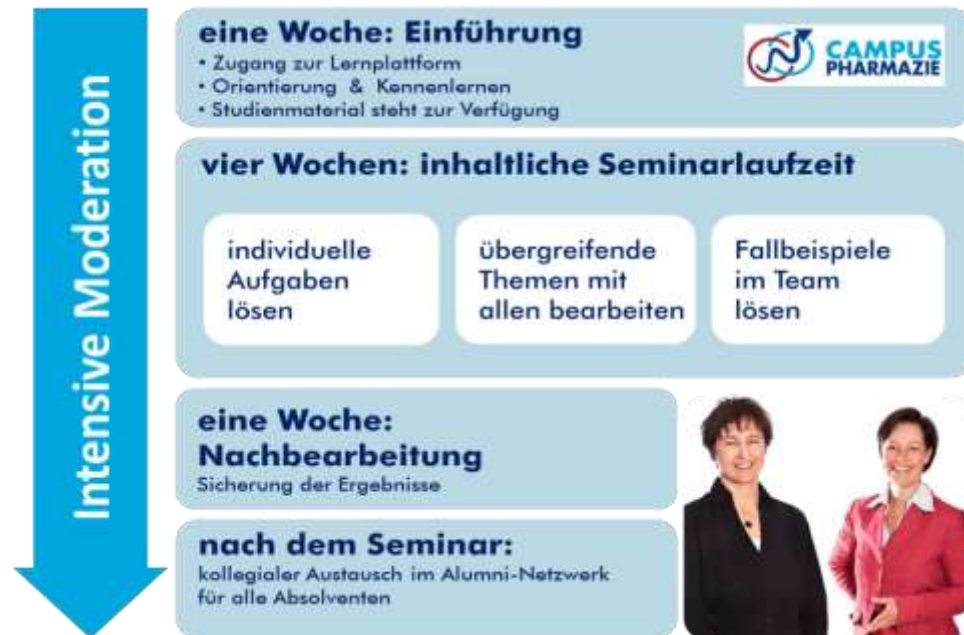 Intensive Moderation
eine Woche: Einführung
• Zugang zur Lernplattform
• Orientierung & Kennenlernen
• Studienmaterial steht zur Verfügung
CAMPUS
PHARMAZIE
vier Wochen: inhaltliche Seminarlaufzeit
individuelle
Aufgaben
lösen
übergreifende
Themen mit
allen bearbeiten
Fallbeispiele
im Team
lösen
eine Woche:
Nachbearbeitung
Sicherung der Ergebnisse
nach dem Seminar:
kollegialer Austausch im Alumni-Netzwerk
für alle Absolventen